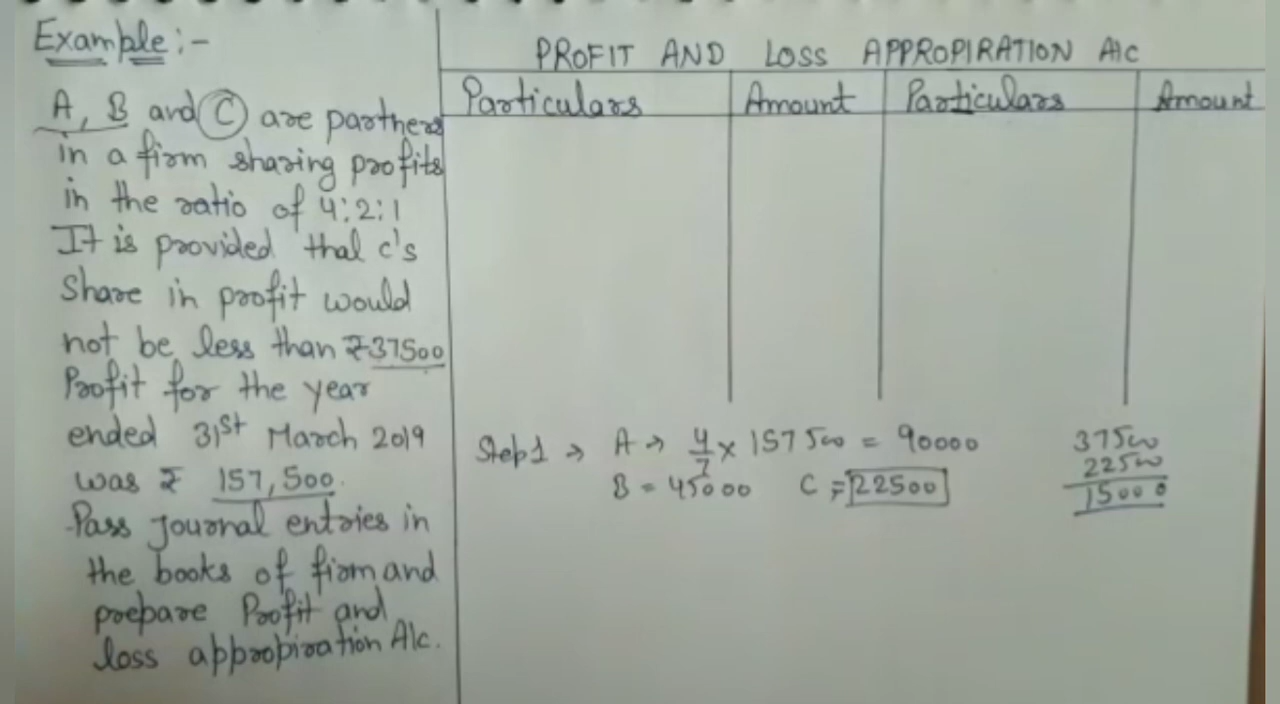 Example:-
A, B and C are partners
in a firm sharing profits
in the ratio of 4:2:1
It is provided that c's
Share in profit would
not be less than ₹37500
Profit for the year
ended 31st March 2019
was ₹ 157,500.
Pass journal entries in
the books of firm and
prepare Profit and
loss appropiration A/c.
PROFIT AND LOSS APPROPIRATION A/C
Particulars Amount Particulars Amount
Step1 → A → 4/7 × 157500 = 90000
B = 45000 C = 22500
37500
22500
15000